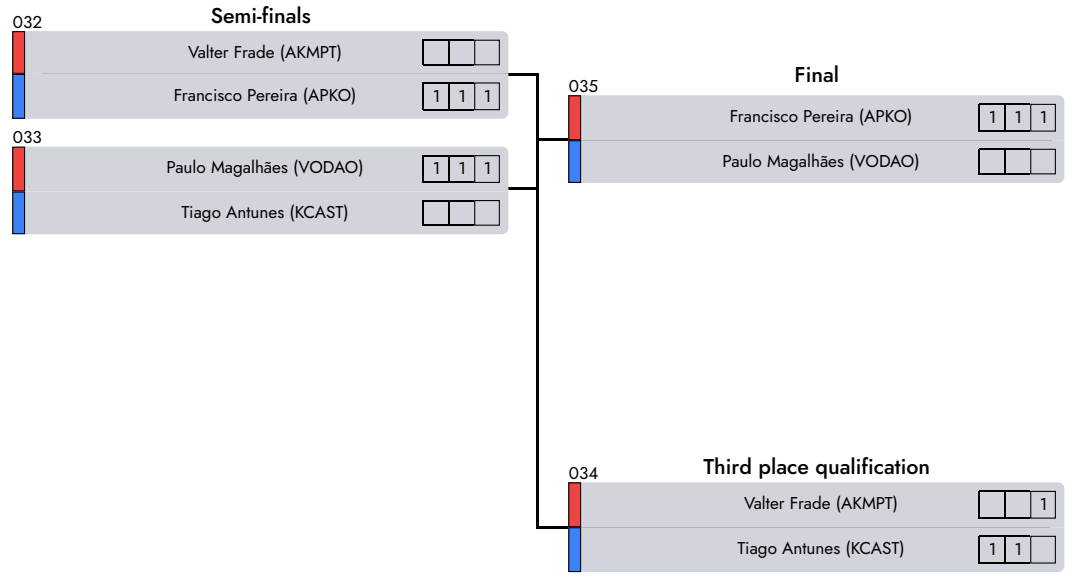 Semi-finals
032
Valter Frade (AKMPT)
Francisco Pereira (APKO) 1 1 1
033
Paulo Magalhães (VODAO) 1 1 1
Tiago Antunes (KCAST)
Final
035
Francisco Pereira (APKO) 1 1 1
Paulo Magalhães (VODAO)
Third place qualification
034
Valter Frade (AKMPT) 1
Tiago Antunes (KCAST) 1 1